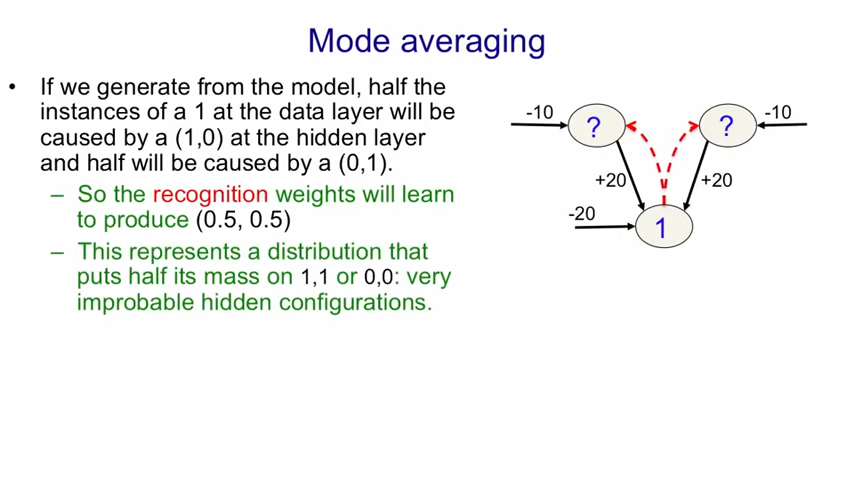 Mode averaging
• If we generate from the model, half the
instances of a 1 at the data layer will be
caused by a (1,0) at the hidden layer
and half will be caused by a (0,1).
– So the recognition weights will learn
to produce (0.5, 0.5)
– This represents a distribution that
puts half its mass on 1,1 or 0,0: very
improbable hidden configurations.
-10
?
?
-10
+20
+20
-20
1